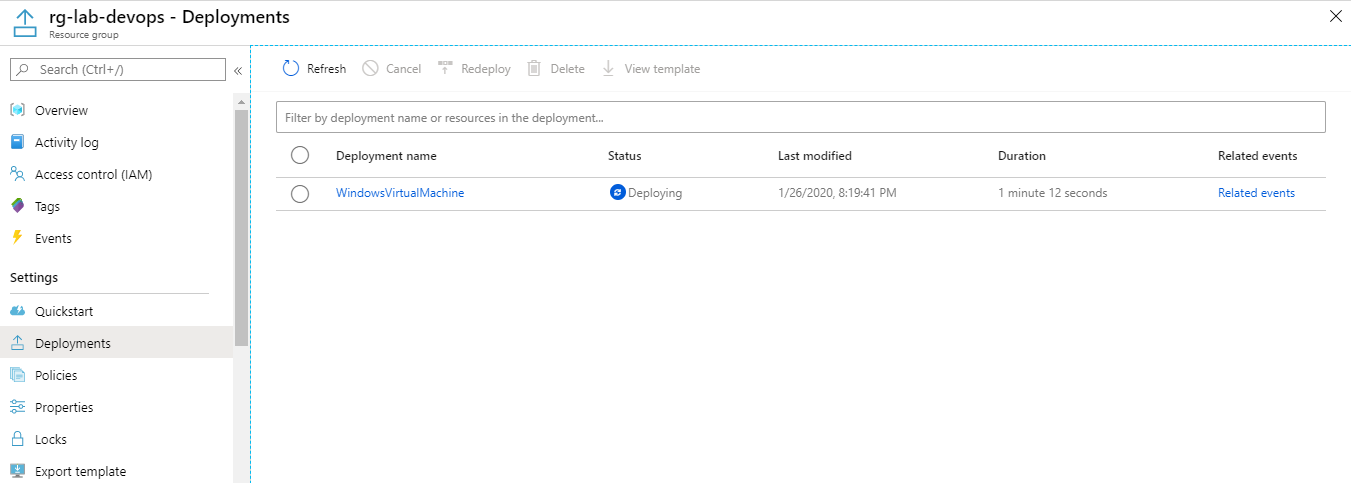 rg-lab-devops - Deployments
Resource group
Search (Ctrl+/)
«
Overview
Activity log
Access control (IAM)
Tags
Events
Settings
Quickstart
Deployments
Policies
Properties
Locks
Export template
Refresh Cancel Redeploy Delete View template
Filter by deployment name or resources in the deployment...
Deployment name Status Last modified Duration Related events
WindowsVirtualMachine Deploying 1/26/2020, 8:19:41 PM 1 minute 12 seconds Related events